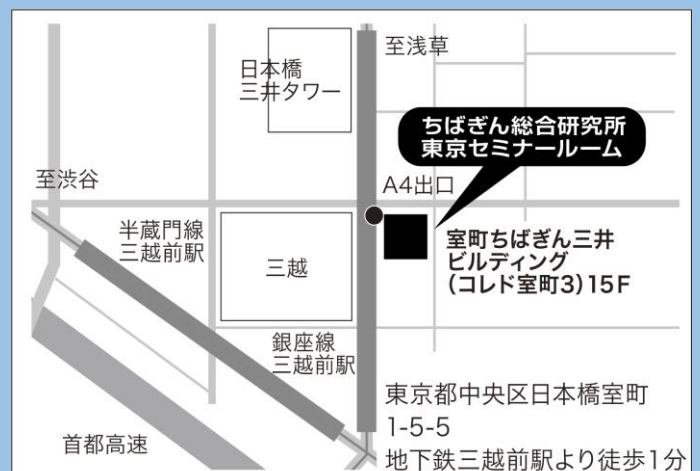 至浅草
日本橋
三井タワー
ちばぎん総合研究所
東京セミナールーム
至渋谷
A4出口
半蔵門線
三越前駅
三越
室町ちばぎん三井
ビルディング
(コレド室町3)15F
銀座線
三越前駅
東京都中央区日本橋室町
1-5-5
首都高速
地下鉄三越前駅より徒歩1分